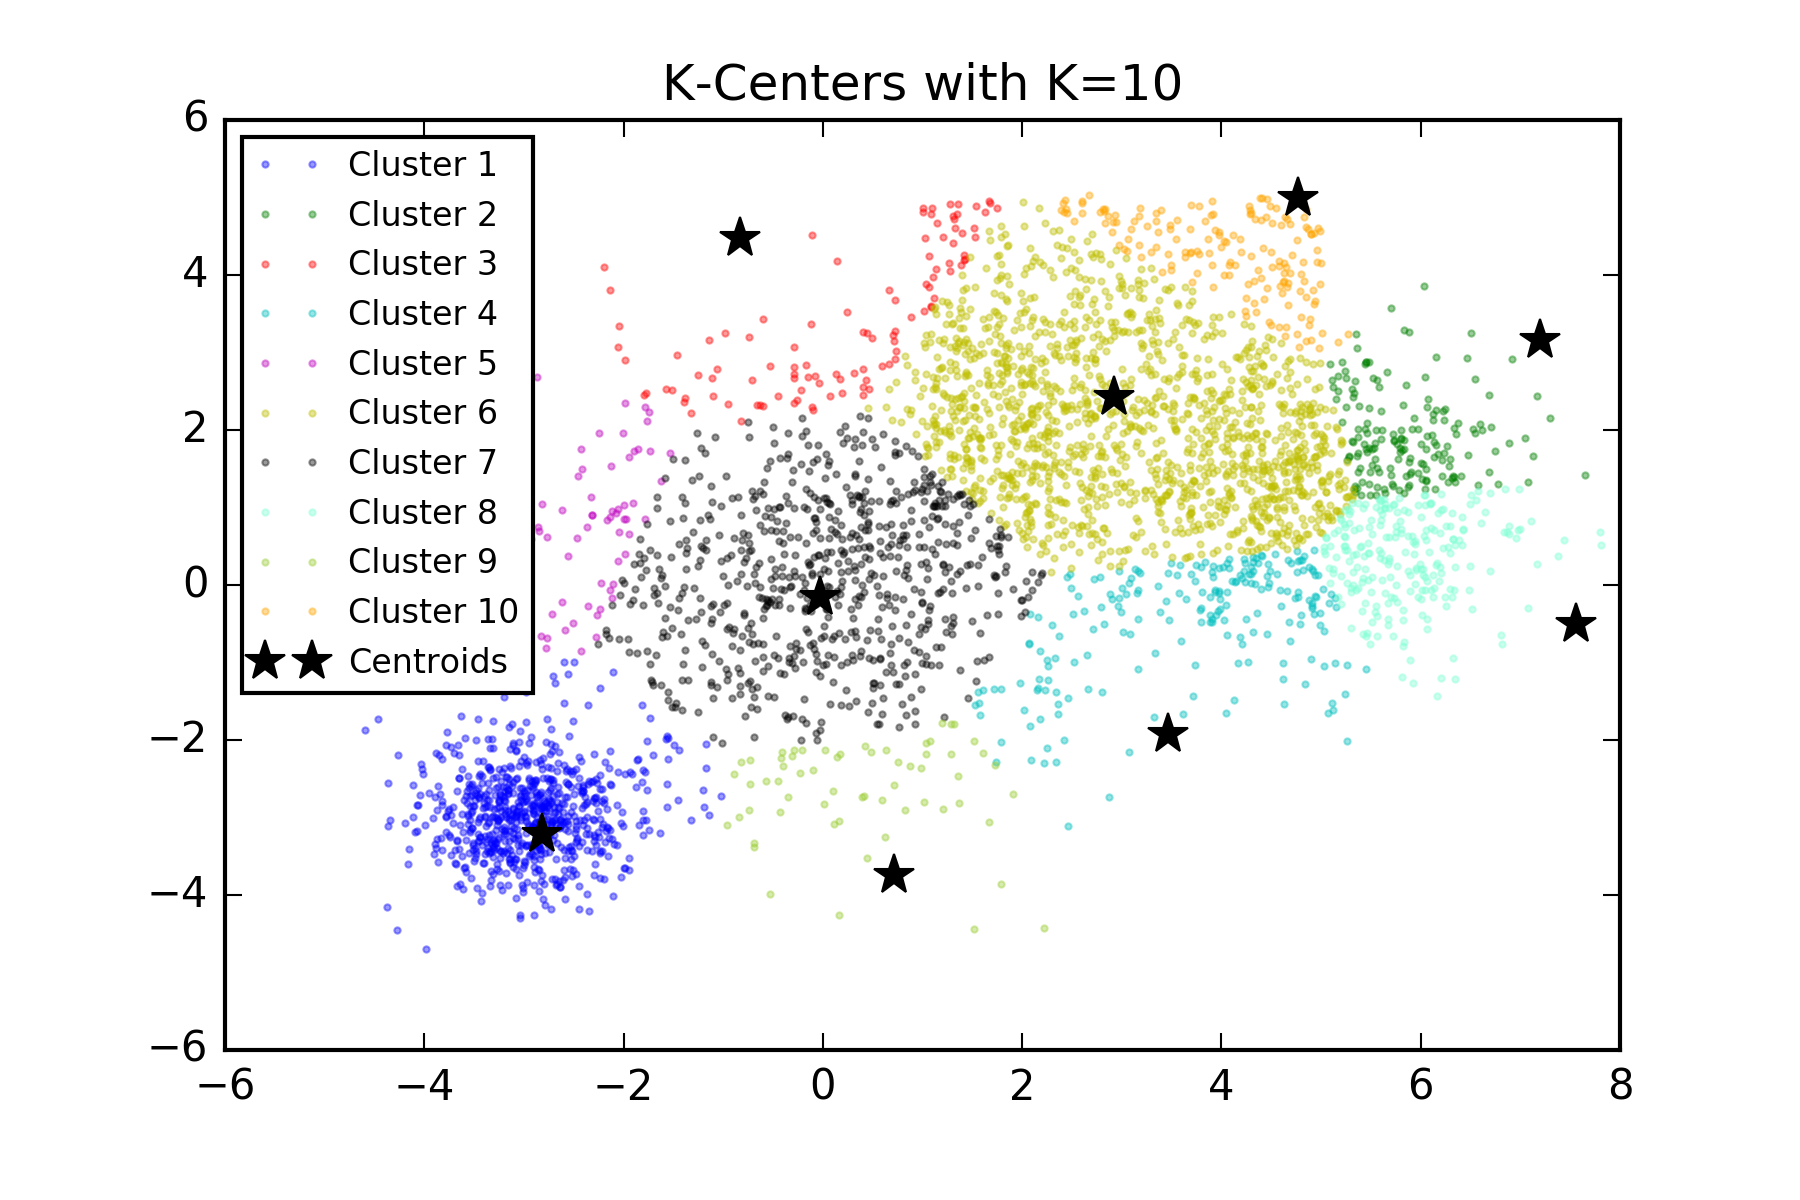 K-Centers with K=10
6
4
2
0
−2
−4
−6
Cluster 1
Cluster 2
Cluster 3
Cluster 4
Cluster 5
Cluster 6
Cluster 7
Cluster 8
Cluster 9
Cluster 10
Centroids
−6 −4 −2 0 2 4 6 8